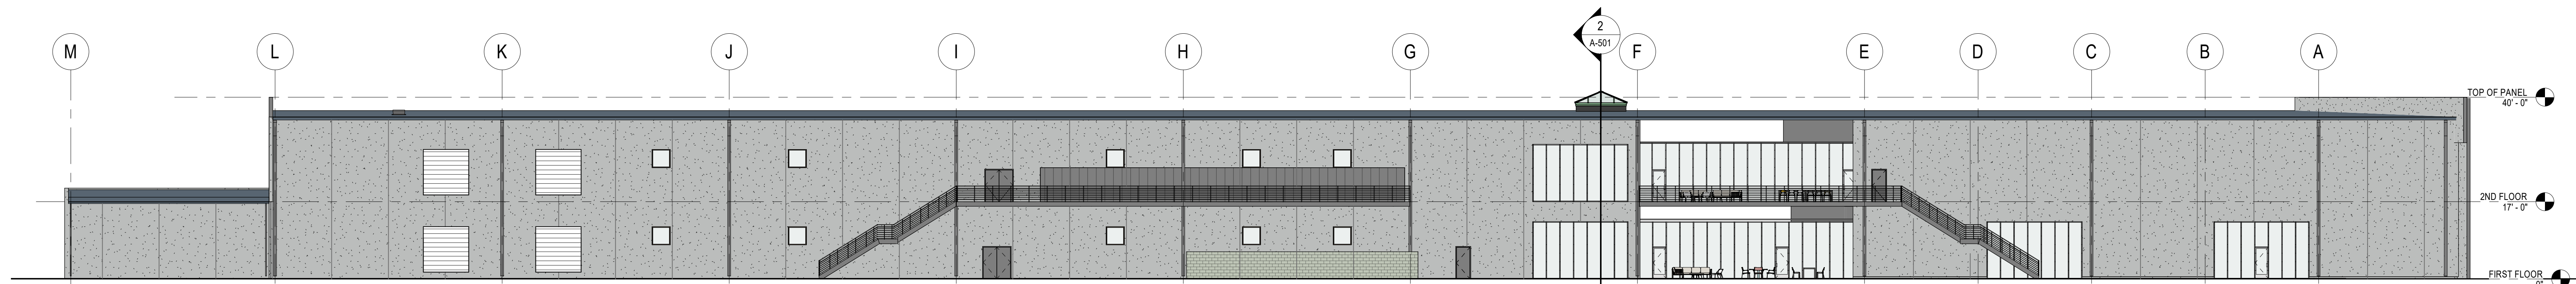 2
A-501
M
L
K
J
I
H
G
F
E
D
C
B
A
TOP OF PANEL
40' - 0"
2ND FLOOR
17' - 0"
FIRST FLOOR